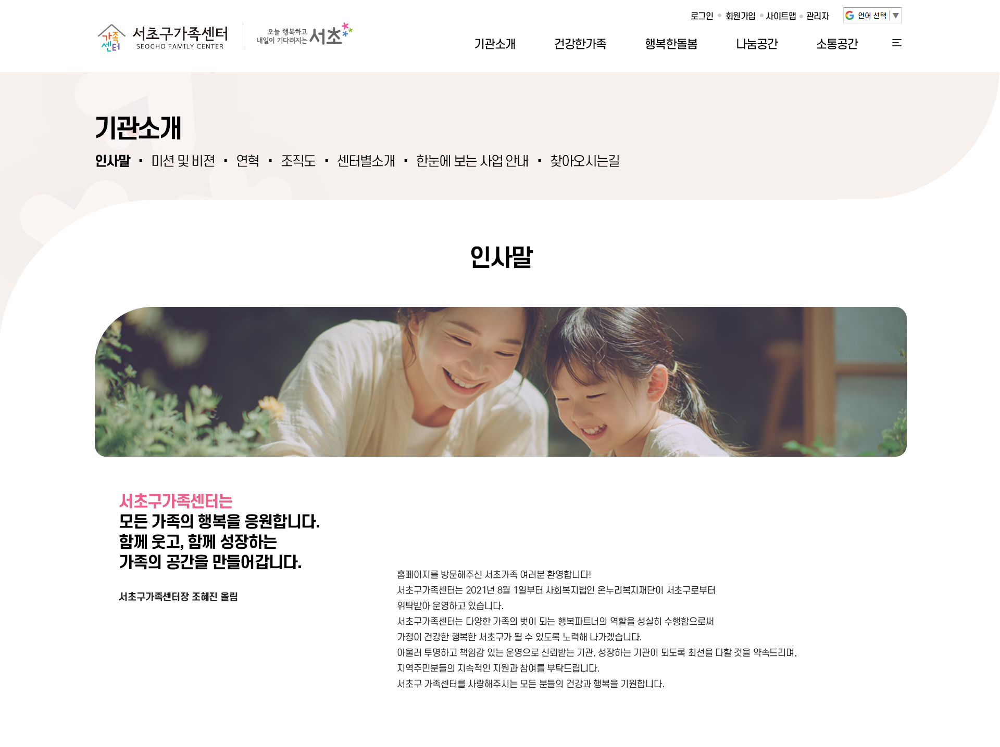 로그인 회원가입 사이트맵 관리자 언어 선택 ▼
가족센터
서초구가족센터
SEOCHO FAMILY CENTER
오늘 행복하고
내일이 기다려지는
서초
기관소개 건강한가족 행복한돌봄 나눔공간 소통공간
기관소개
인사말 · 미션 및 비젼 · 연혁 · 조직도 · 센터별소개 · 한눈에 보는 사업 안내 · 찾아오시는길
인사말
서초구가족센터는
모든 가족의 행복을 응원합니다.
함께 웃고, 함께 성장하는
가족의 공간을 만들어갑니다.
서초구가족센터장 조혜진 올림
홈페이지를 방문해주신 서초가족 여러분 환영합니다!
서초구가족센터는 2021년 8월 1일부터 사회복지법인 온누리복지재단이 서초구로부터
위탁받아 운영하고 있습니다.
서초구가족센터는 다양한 가족의 벗이 되는 행복파트너의 역할을 성실히 수행함으로써
가정이 건강한 행복한 서초구가 될 수 있도록 노력해 나가겠습니다.
아울러 투명하고 책임감 있는 운영으로 신뢰받는 기관, 성장하는 기관이 되도록 최선을 다할 것을 약속드리며,
지역주민분들의 지속적인 지원과 참여를 부탁드립니다.
서초구 가족센터를 사랑해주시는 모든 분들의 건강과 행복을 기원합니다.